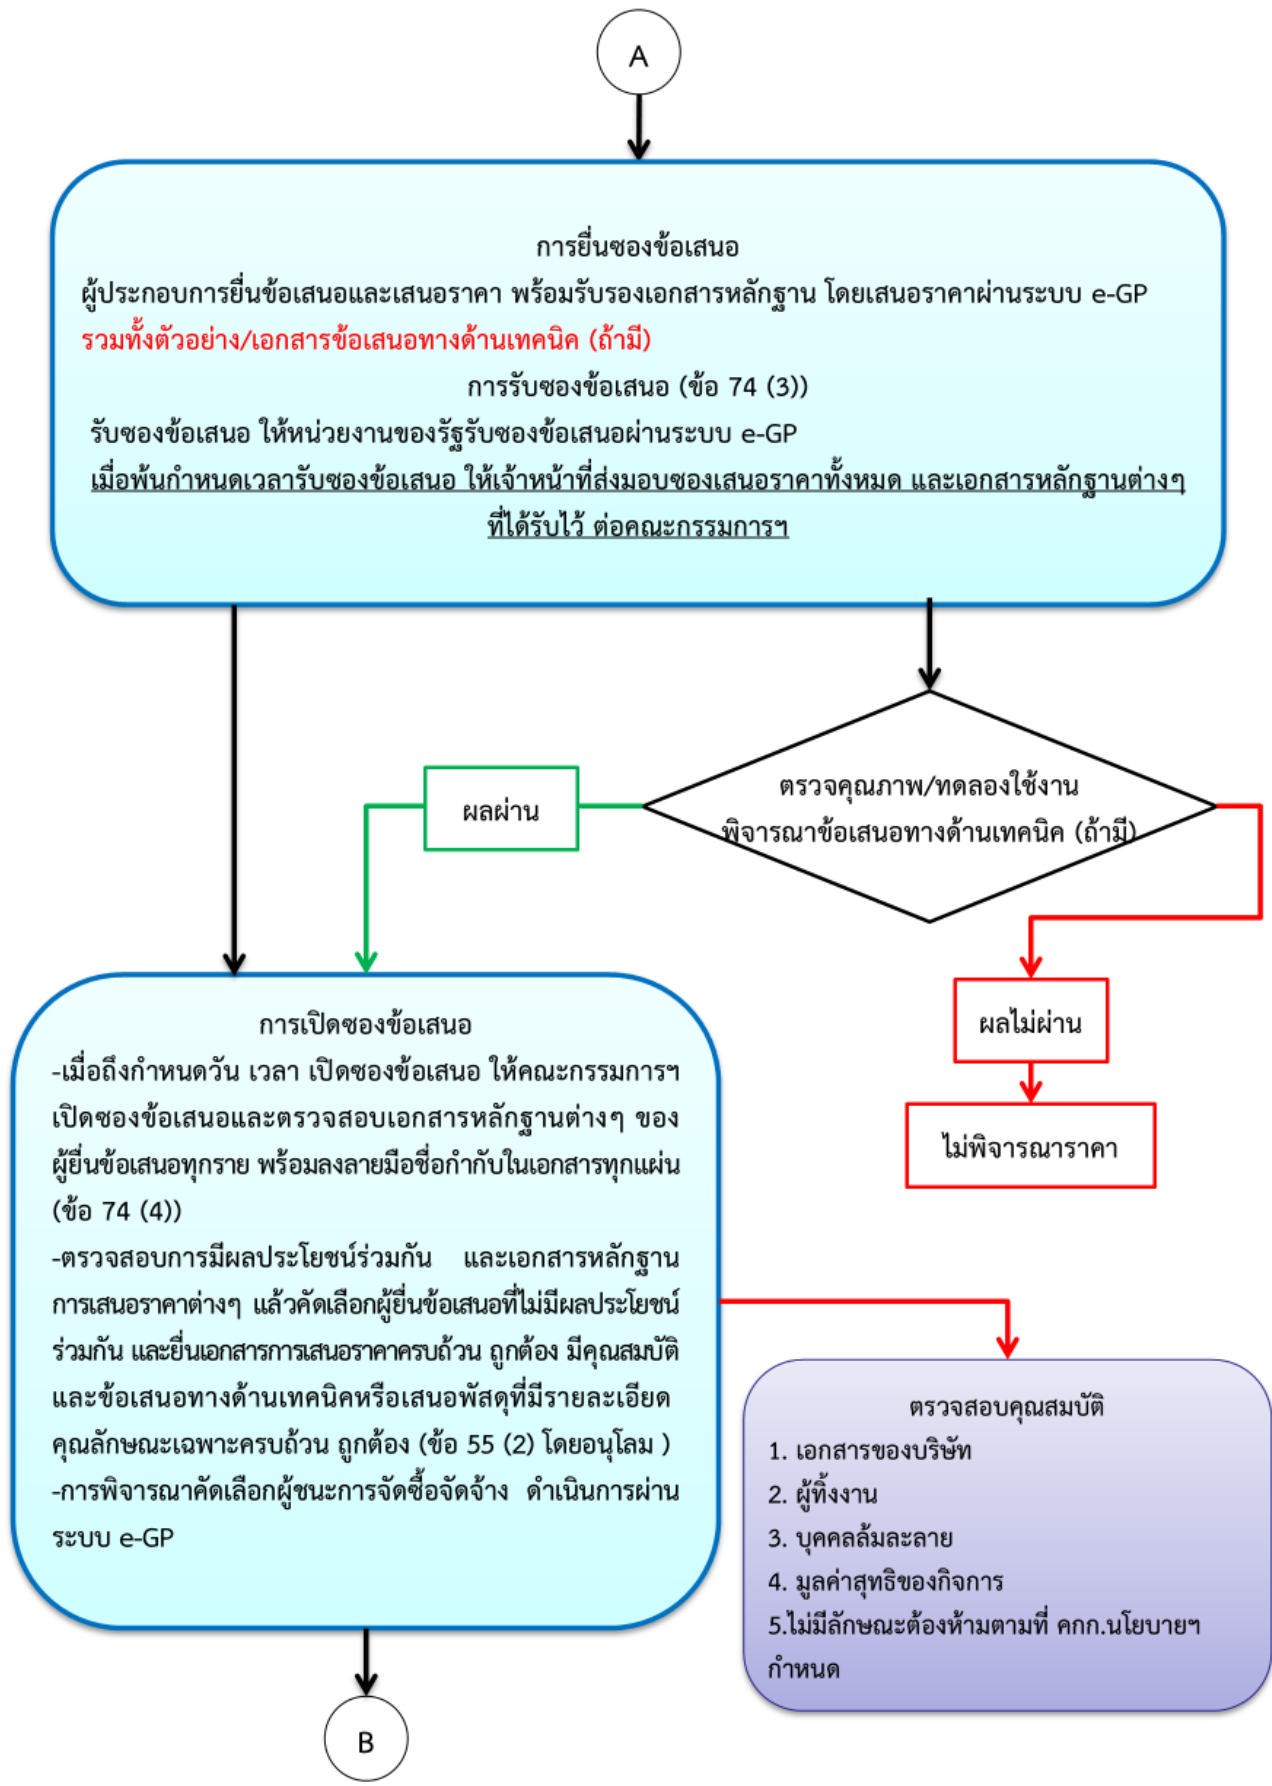 A
การยื่นซองข้อเสนอ
ผู้ประกอบการยื่นข้อเสนอและเสนอราคา พร้อมรับรองเอกสารหลักฐาน โดยเสนอราคาผ่านระบบ e-GP
รวมทั้งตัวอย่าง/เอกสารข้อเสนอทางด้านเทคนิค (ถ้ามี)
การรับซองข้อเสนอ (ข้อ 74 (3))
รับซองข้อเสนอ ให้หน่วยงานของรัฐรับซองข้อเสนอผ่านระบบ e-GP
เมื่อพ้นกำหนดเวลารับซองข้อเสนอ ให้เจ้าหน้าที่ส่งมอบซองเสนอราคาทั้งหมด และเอกสารหลักฐานต่างๆ
ที่ได้รับไว้ ต่อคณะกรรมการฯ
ตรวจคุณภาพ/ทดลองใช้งาน
พิจารณาข้อเสนอทางด้านเทคนิค (ถ้ามี)
ผลผ่าน
ผลไม่ผ่าน
ไม่พิจารณาราคา
การเปิดซองข้อเสนอ
-เมื่อถึงกำหนดวัน เวลา เปิดซองข้อเสนอ ให้คณะกรรมการฯ
เปิดซองข้อเสนอและตรวจสอบเอกสารหลักฐานต่างๆ ของ
ผู้ยื่นข้อเสนอทุกราย พร้อมลงลายมือชื่อกำกับในเอกสารทุกแผ่น
(ข้อ 74 (4))
-ตรวจสอบการมีผลประโยชน์ร่วมกัน และเอกสารหลักฐาน
การเสนอราคาต่างๆ แล้วคัดเลือกผู้ยื่นข้อเสนอที่ไม่มีผลประโยชน์
ร่วมกัน และยื่นเอกสารการเสนอราคาครบถ้วน ถูกต้อง มีคุณสมบัติ
และข้อเสนอทางด้านเทคนิคหรือเสนอพัสดุที่มีรายละเอียด
คุณลักษณะเฉพาะครบถ้วน ถูกต้อง (ข้อ 55 (2) โดยอนุโลม )
-การพิจารณาคัดเลือกผู้ชนะการจัดซื้อจัดจ้าง ดำเนินการผ่าน
ระบบ e-GP
ตรวจสอบคุณสมบัติ
1. เอกสารของบริษัท
2. ผู้ทิ้งงาน
3. บุคคลล้มละลาย
4. มูลค่าสุทธิของกิจการ
5.ไม่มีลักษณะต้องห้ามตามที่ คกก.นโยบายฯ
กำหนด
B